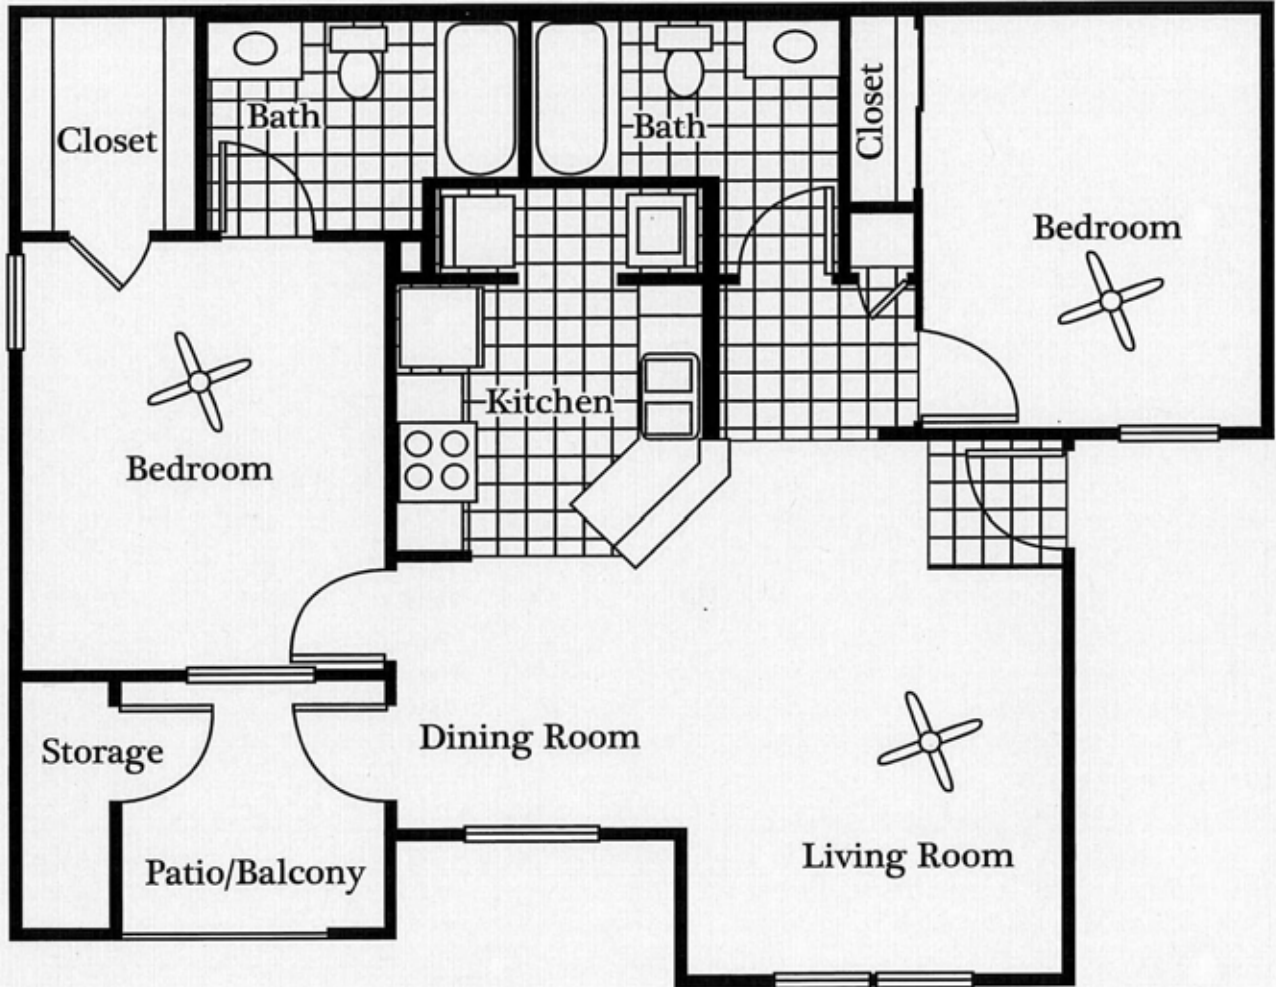 Closet
Bath
Bath
Closet
Bedroom
Kitchen
Bedroom
Storage
Dining Room
Patio/Balcony
Living Room